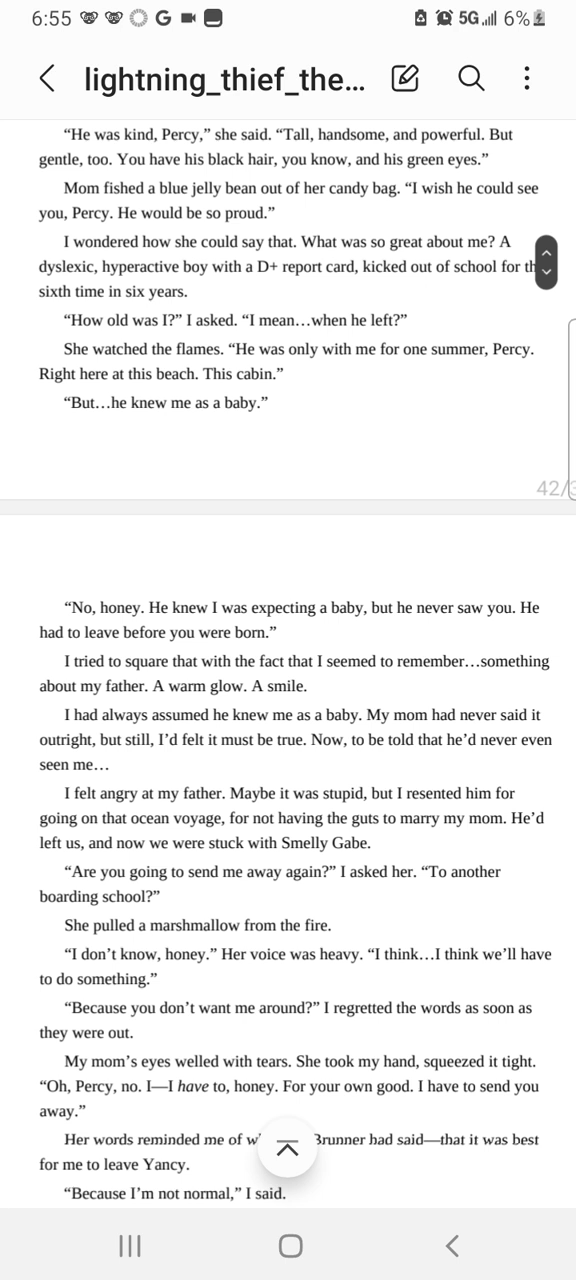 6:55 G 5G 6%
lightning_thief_the...
“He was kind, Percy,” she said. “Tall, handsome, and powerful. But
gentle, too. You have his black hair, you know, and his green eyes.”
Mom fished a blue jelly bean out of her candy bag. “I wish he could see
you, Percy. He would be so proud.”
I wondered how she could say that. What was so great about me? A
dyslexic, hyperactive boy with a D+ report card, kicked out of school for th
sixth time in six years.
“How old was I?” I asked. “I mean…when he left?”
She watched the flames. “He was only with me for one summer, Percy.
Right here at this beach. This cabin.”
“But…he knew me as a baby.”
42/3
“No, honey. He knew I was expecting a baby, but he never saw you. He
had to leave before you were born.”
I tried to square that with the fact that I seemed to remember…something
about my father. A warm glow. A smile.
I had always assumed he knew me as a baby. My mom had never said it
outright, but still, I’d felt it must be true. Now, to be told that he’d never even
seen me…
I felt angry at my father. Maybe it was stupid, but I resented him for
going on that ocean voyage, for not having the guts to marry my mom. He’d
left us, and now we were stuck with Smelly Gabe.
“Are you going to send me away again?” I asked her. “To another
boarding school?”
She pulled a marshmallow from the fire.
“I don’t know, honey.” Her voice was heavy. “I think…I think we’ll have
to do something.”
“Because you don’t want me around?” I regretted the words as soon as
they were out.
My mom’s eyes welled with tears. She took my hand, squeezed it tight.
“Oh, Percy, no. I—I have to, honey. For your own good. I have to send you
away.”
Her words reminded me of Brunner had said—that it was best
for me to leave Yancy.
“Because I’m not normal,” I said.